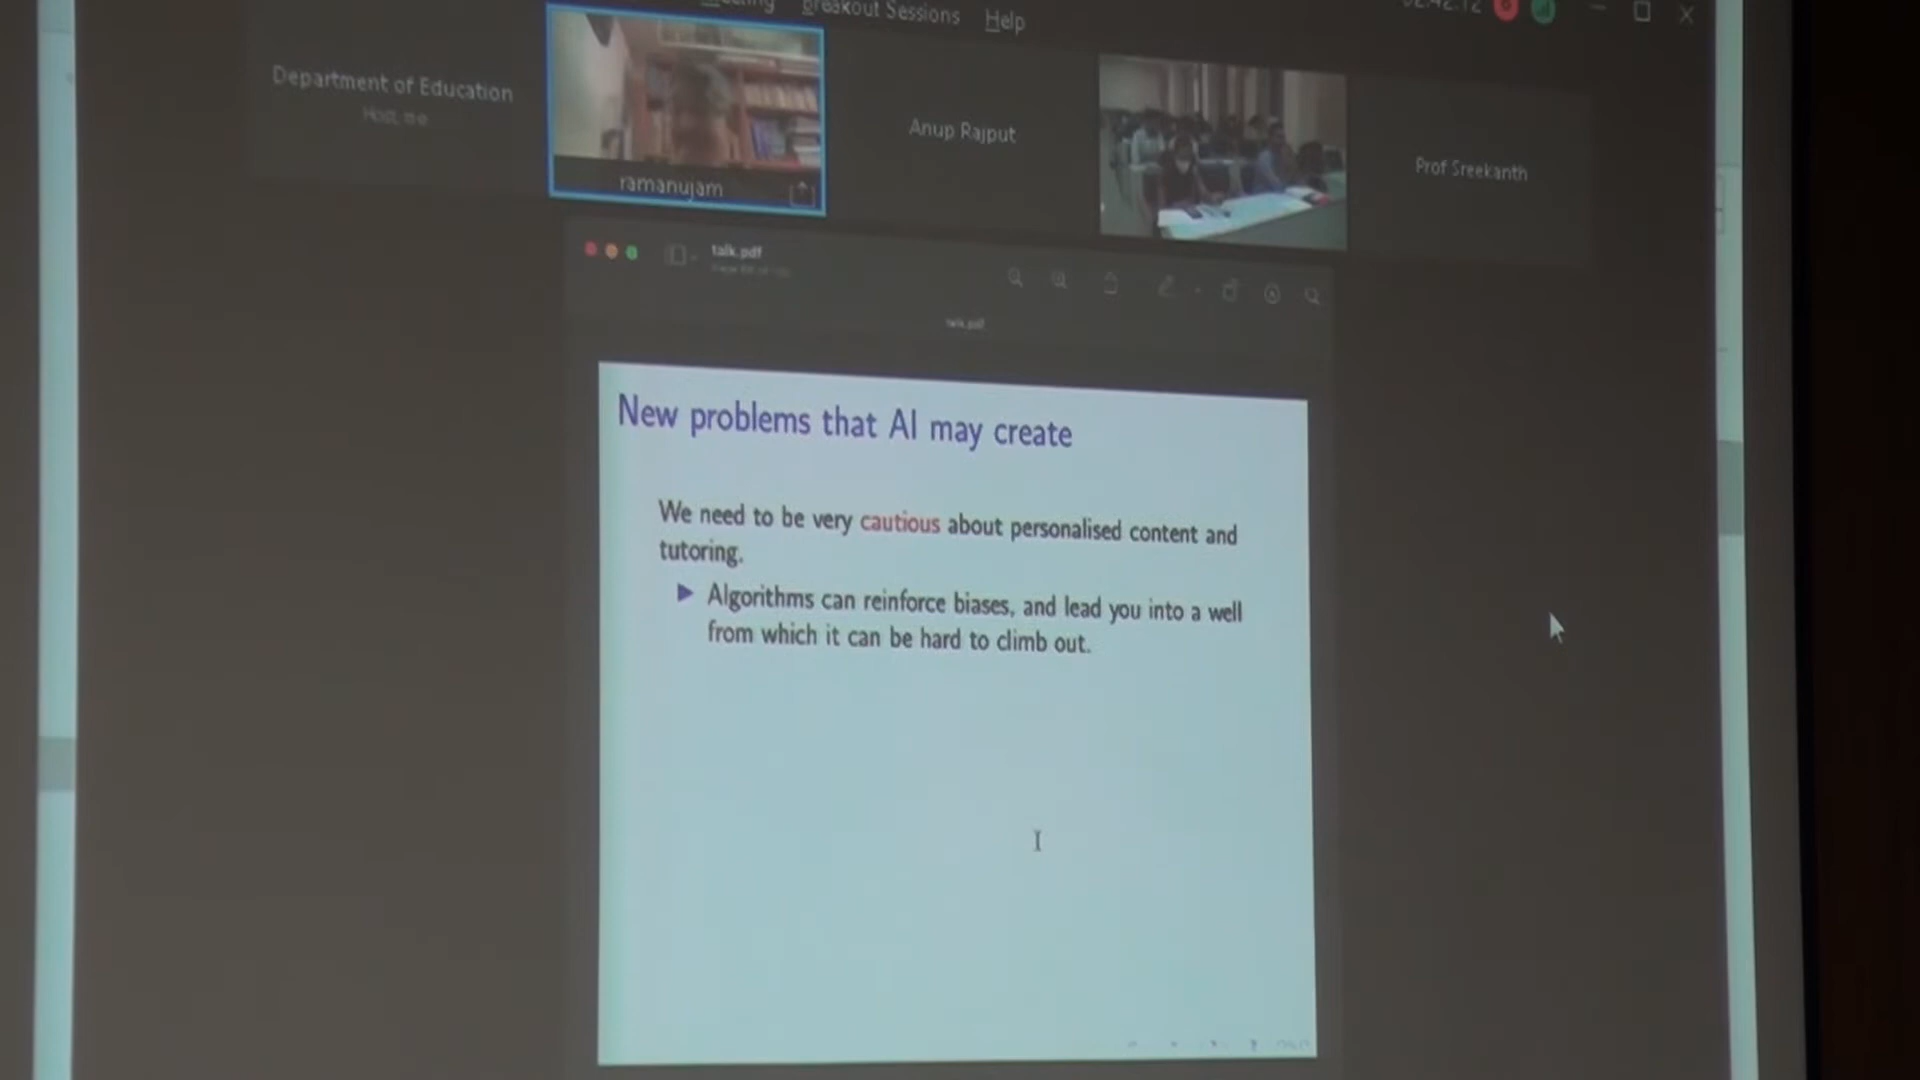 Breakout Sessions Help
Department of Education
Host, me
ramanujam
Anup Rajput
Prof Sreekanth
talk.pdf
talk.pdf
New problems that AI may create
We need to be very cautious about personalised content and
tutoring.
▶ Algorithms can reinforce biases, and lead you into a well
from which it can be hard to climb out.